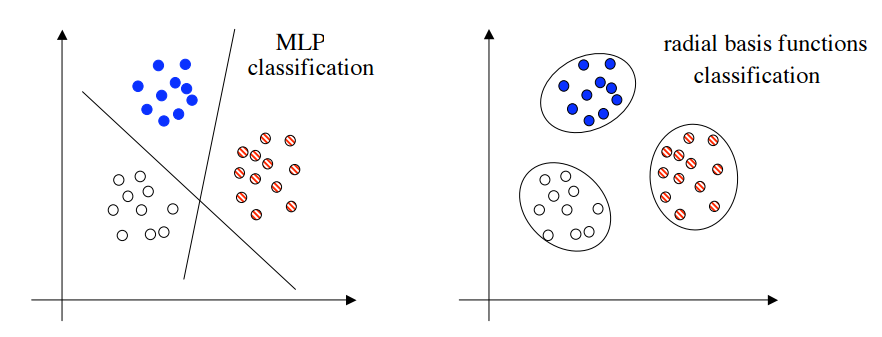 MLP
classification
radial basis functions
classification